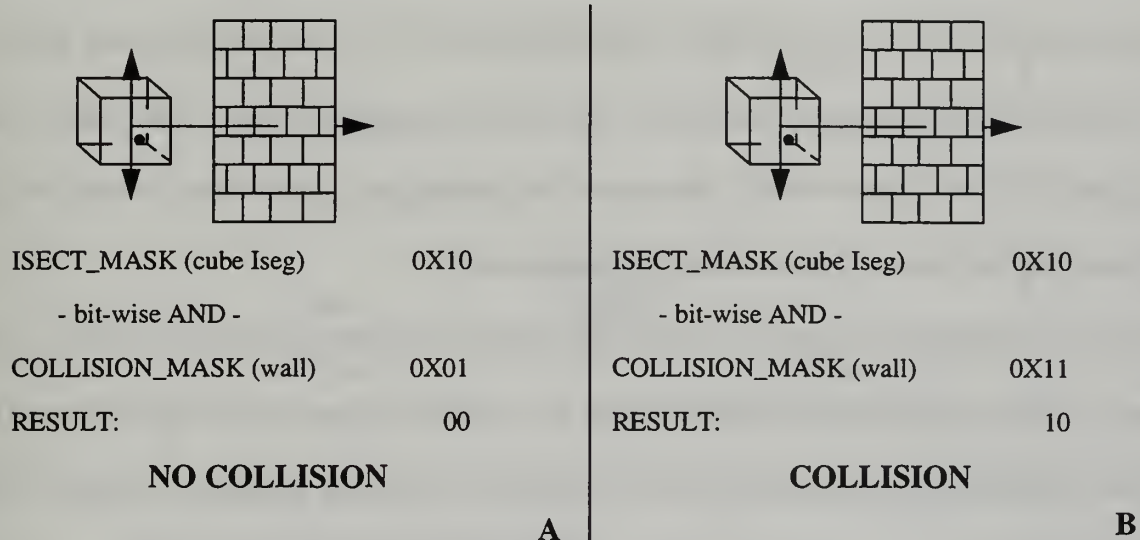 ISECT_MASK (cube Iseg) 0X10
- bit-wise AND -
COLLISION_MASK (wall) 0X01
RESULT: 00
NO COLLISION
A
ISECT_MASK (cube Iseg) 0X10
- bit-wise AND -
COLLISION_MASK (wall) 0X11
RESULT: 10
COLLISION
B